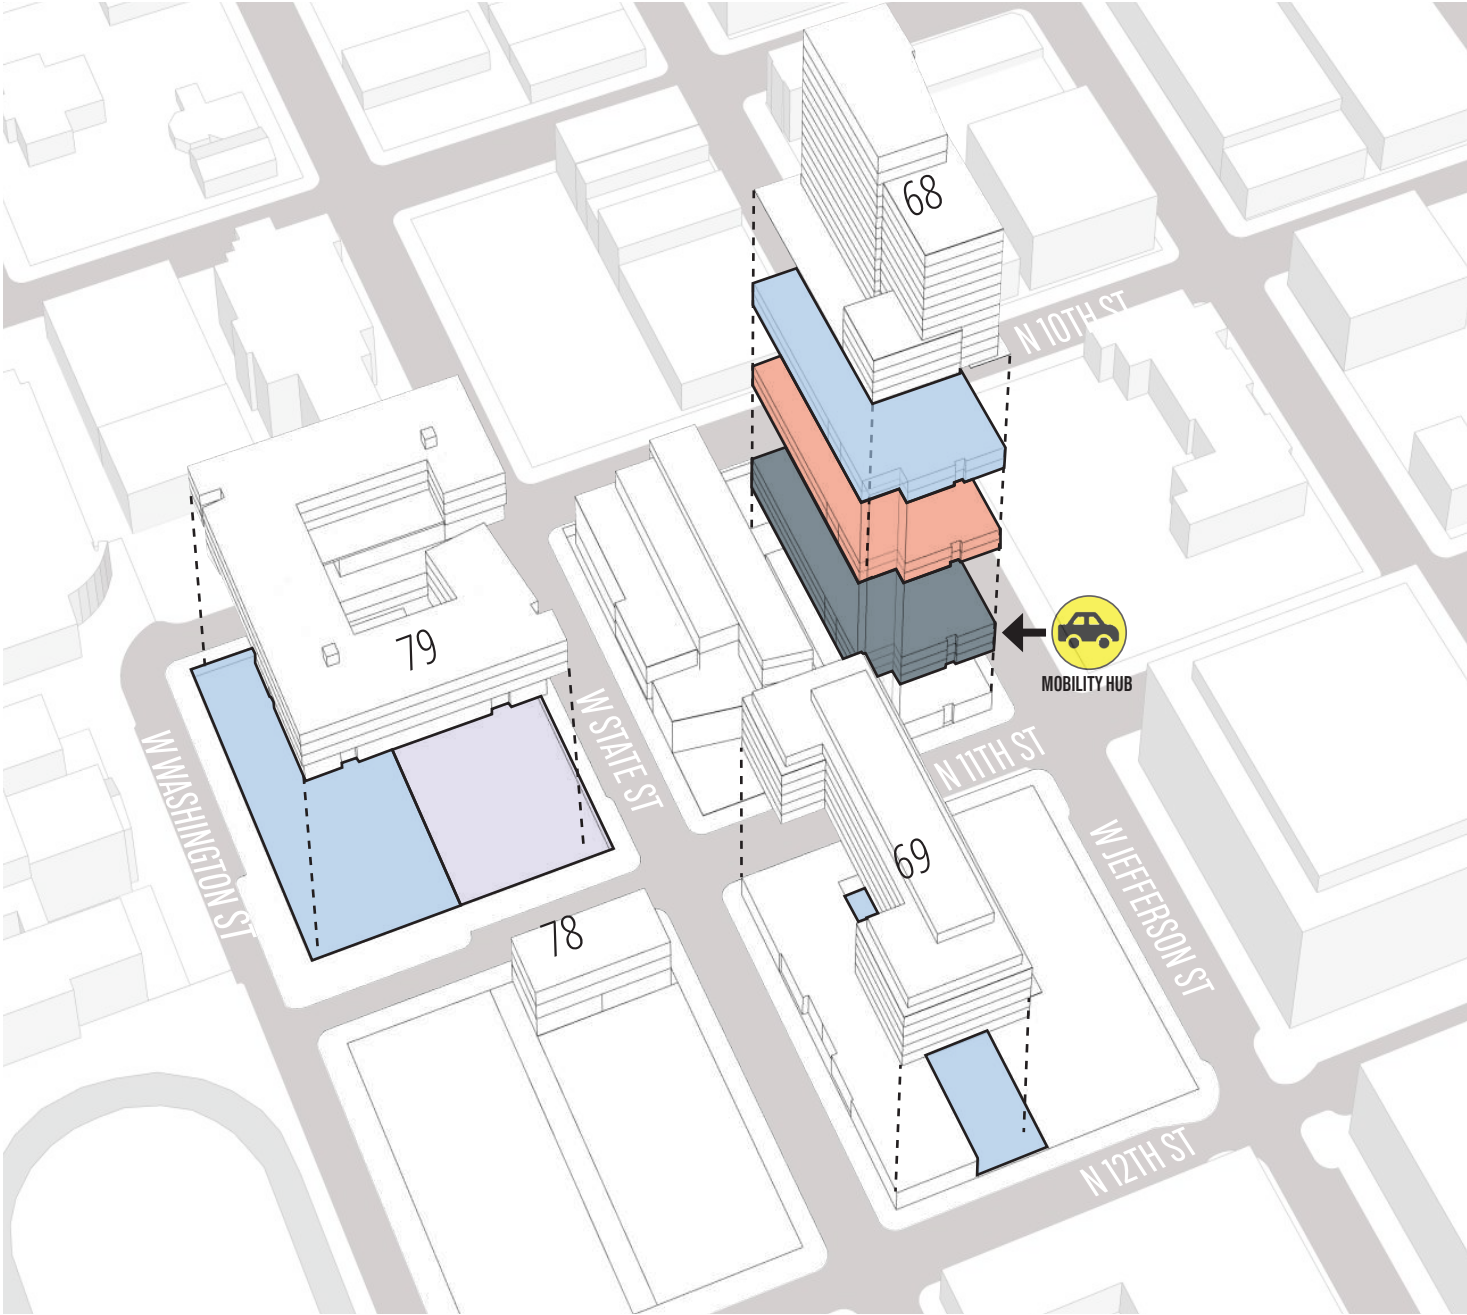 68
N 10TH ST
79
MOBILITY HUB
W STATE ST
N 11TH ST
W WASHINGTON ST
69
W JEFFERSON ST
78
N 12TH ST